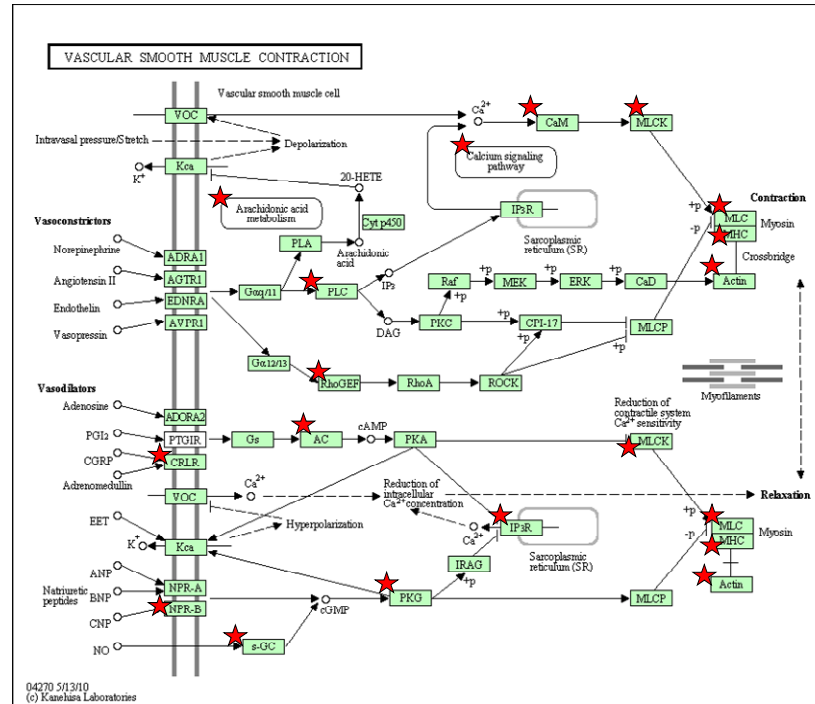 VASCULAR SMOOTH MUSCLE CONTRACTION
Vascular smooth muscle cell
VOC
Ca2+
CaM
MLCK
Intravasal pressure/Stretch
Depolarization
Calcium signaling
pathway
Kca
K+
20-HETE
Arachidonic acid
metabolism
Cyt p450
IP3R
Contraction
+p
-p
MLC
MHC
Myosin
Vasoconstrictors
Norepinephrine
ADRA1
PLA
Arachidonic
acid
Sarcoplasmic
reticulum (SR)
Crossbridge
Angiotensin II
AGTR1
Gαq/11
PLC
IP3
Raf
+p
MEK
+p
ERK
+p
CaD
Actin
Endothelin
EDNRA
+p
Vasopressin
AVPR1
DAG
PKC
+p
CPI-17
MLCP
+p
Gα12/13
RhoGEF
RhoA
ROCK
Myofilaments
Vasodilators
Adenosine
ADORA2
cAMP
Reduction of
contractile system
Ca2+ sensitivity
PGI2
PTGIR
Gs
AC
PKA
MLCK
CGRP
CRLR
Adrenomedullin
VOC
Ca2+
Reduction of
intracellular
Ca2+ concentration
Relaxation
EET
Hyperpolarization
Ca2+
IP3R
+p
-p
MLC
MHC
Myosin
K+
Kca
Sarcoplasmic
reticulum (SR)
IRAG
+p
ANP
NPR-A
Actin
Natriuretic
peptides
BNP
NPR-B
cGMP
PKG
MLCP
CNP
NO
s-GC
04270 5/13/10
(c) Kanehisa Laboratories